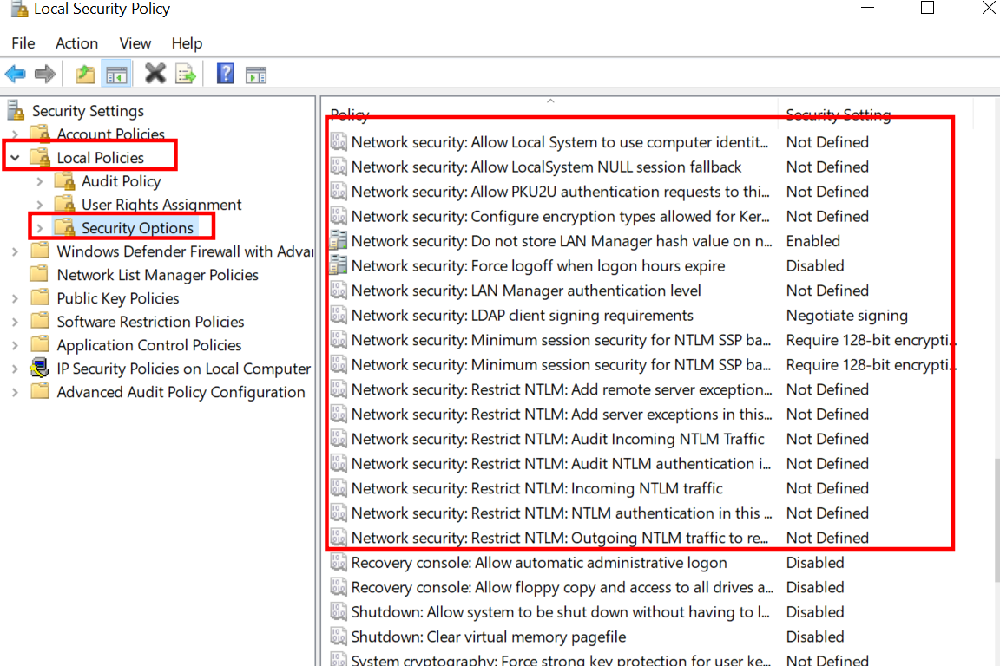 Local Security Policy
File Action View Help
Security Settings
Account Policies
Local Policies
Audit Policy
User Rights Assignment
Security Options
Windows Defender Firewall with Advan
Network List Manager Policies
Public Key Policies
Software Restriction Policies
Application Control Policies
IP Security Policies on Local Computer
Advanced Audit Policy Configuration
Policy Security Setting
Network security: Allow Local System to use computer identit... Not Defined
Network security: Allow LocalSystem NULL session fallback Not Defined
Network security: Allow PKU2U authentication requests to thi... Not Defined
Network security: Configure encryption types allowed for Ker... Not Defined
Network security: Do not store LAN Manager hash value on n... Enabled
Network security: Force logoff when logon hours expire Disabled
Network security: LAN Manager authentication level Not Defined
Network security: LDAP client signing requirements Negotiate signing
Network security: Minimum session security for NTLM SSP ba... Require 128-bit encrypti...
Network security: Minimum session security for NTLM SSP ba... Require 128-bit encrypti...
Network security: Restrict NTLM: Add remote server exception... Not Defined
Network security: Restrict NTLM: Add server exceptions in this... Not Defined
Network security: Restrict NTLM: Audit Incoming NTLM Traffic Not Defined
Network security: Restrict NTLM: Audit NTLM authentication i... Not Defined
Network security: Restrict NTLM: Incoming NTLM traffic Not Defined
Network security: Restrict NTLM: NTLM authentication in this ... Not Defined
Network security: Restrict NTLM: Outgoing NTLM traffic to re... Not Defined
Recovery console: Allow automatic administrative logon Disabled
Recovery console: Allow floppy copy and access to all drives a... Disabled
Shutdown: Allow system to be shut down without having to l... Disabled
Shutdown: Clear virtual memory pagefile Disabled
System cryptography: Force strong key protection for user ke... Not Defined